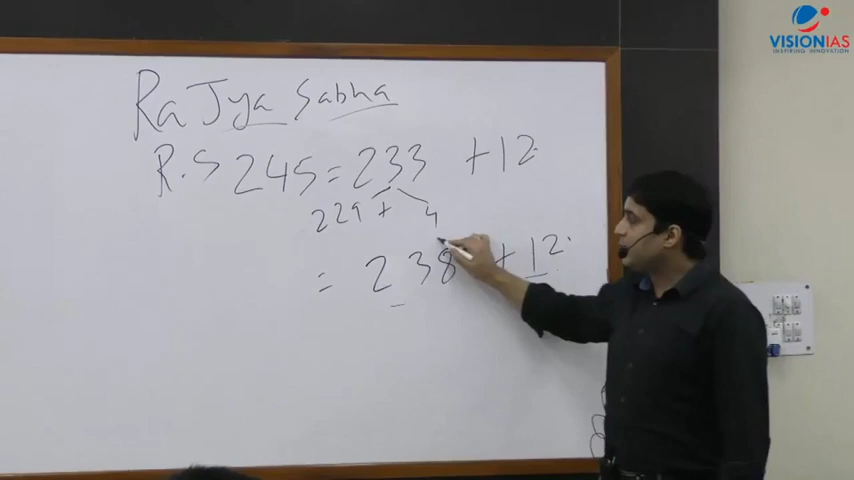 VISIONIAS
INSPIRING INNOVATION
RaJya Sabha
R.S 245 = 233 + 12
229 + 4
= 238 + 12